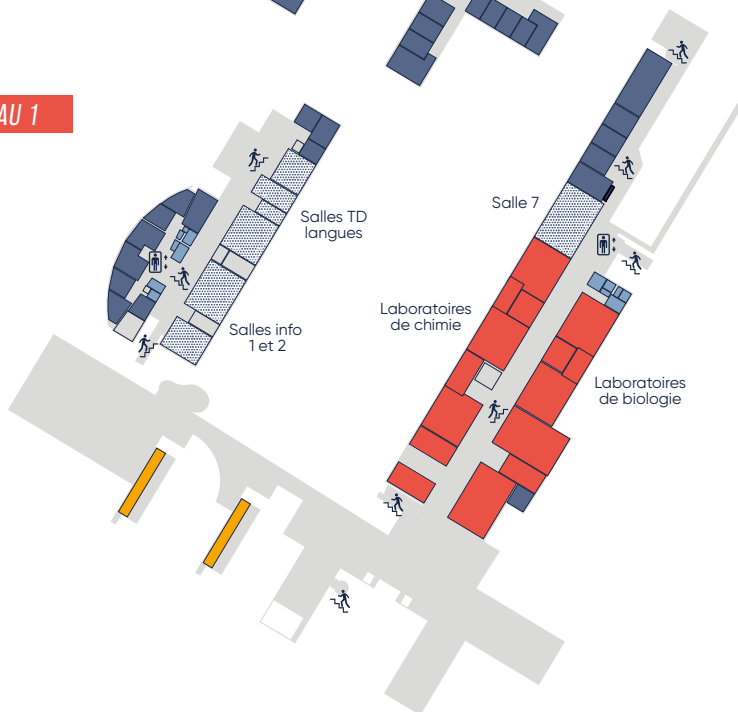 AU 1
Salles TD
langues
Salle 7
Laboratoires
de chimie
Salles info
1 et 2
Laboratoires
de biologie